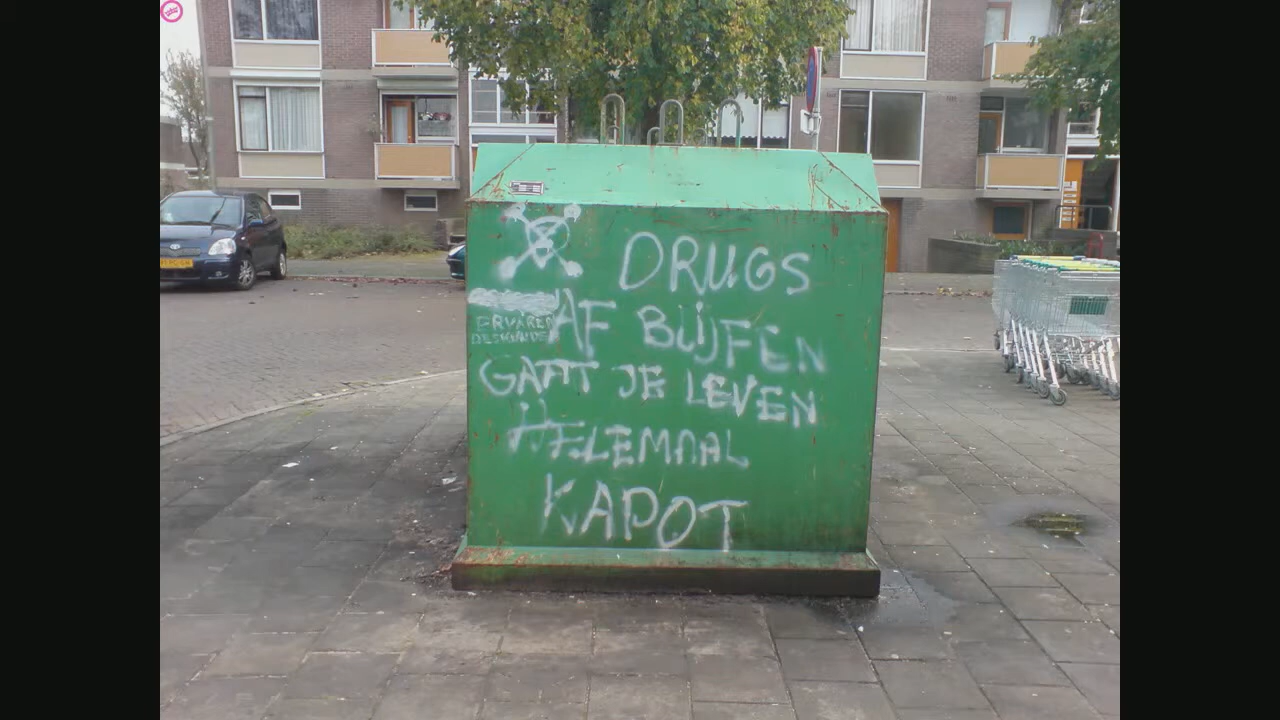 DRUGS
AF BLIJFEN
ERVAREN
DESKUNDE
GAAT JE LEVEN
HELEMAAL
KAPOT